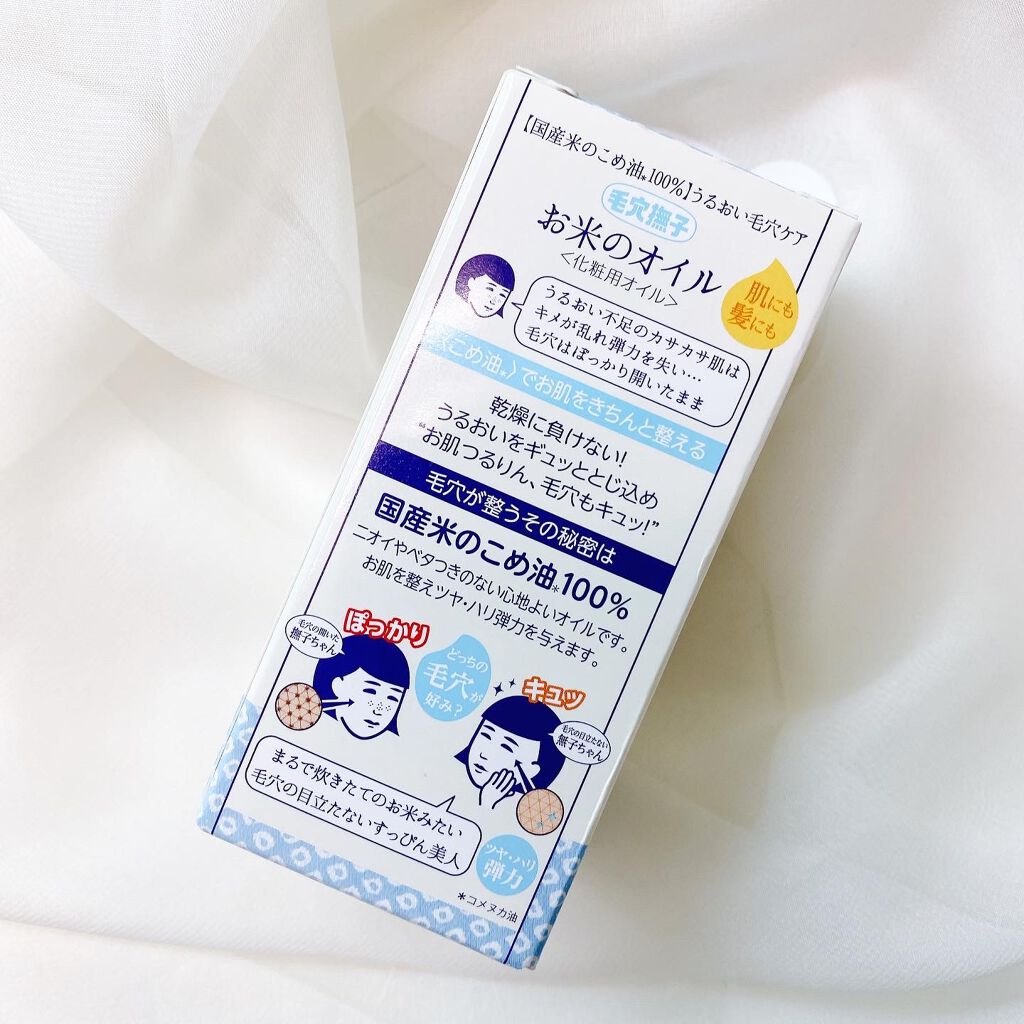 【国産米のこめ油*100%】うるおい毛穴ケア
毛穴撫子
お米のオイル
<化粧用オイル>
肌にも
髪にも
うるおい不足のカサカサ肌は
キメが乱れ弾力を失い…
毛穴はぽっかり開いたまま
〈こめ油*〉でお肌をきちんと整える
乾燥に負けない!
うるおいをギュッととじ込め
“お肌つるりん、毛穴もキュッ!”
毛穴が整うその秘密は
国産米のこめ油*100%
ニオイやベタつきのない心地よいオイルです。
お肌を整えツヤ・ハリ弾力を与えます。
ぽっかり
毛穴の開いた
撫子ちゃん
どっちの
毛穴が
好み?
キュッ
毛穴の目立たない
撫子ちゃん
まるで炊きたてのお米みたい
毛穴の目立たないすっぴん美人
ツヤ・ハリ
弾力
*コメヌカ油